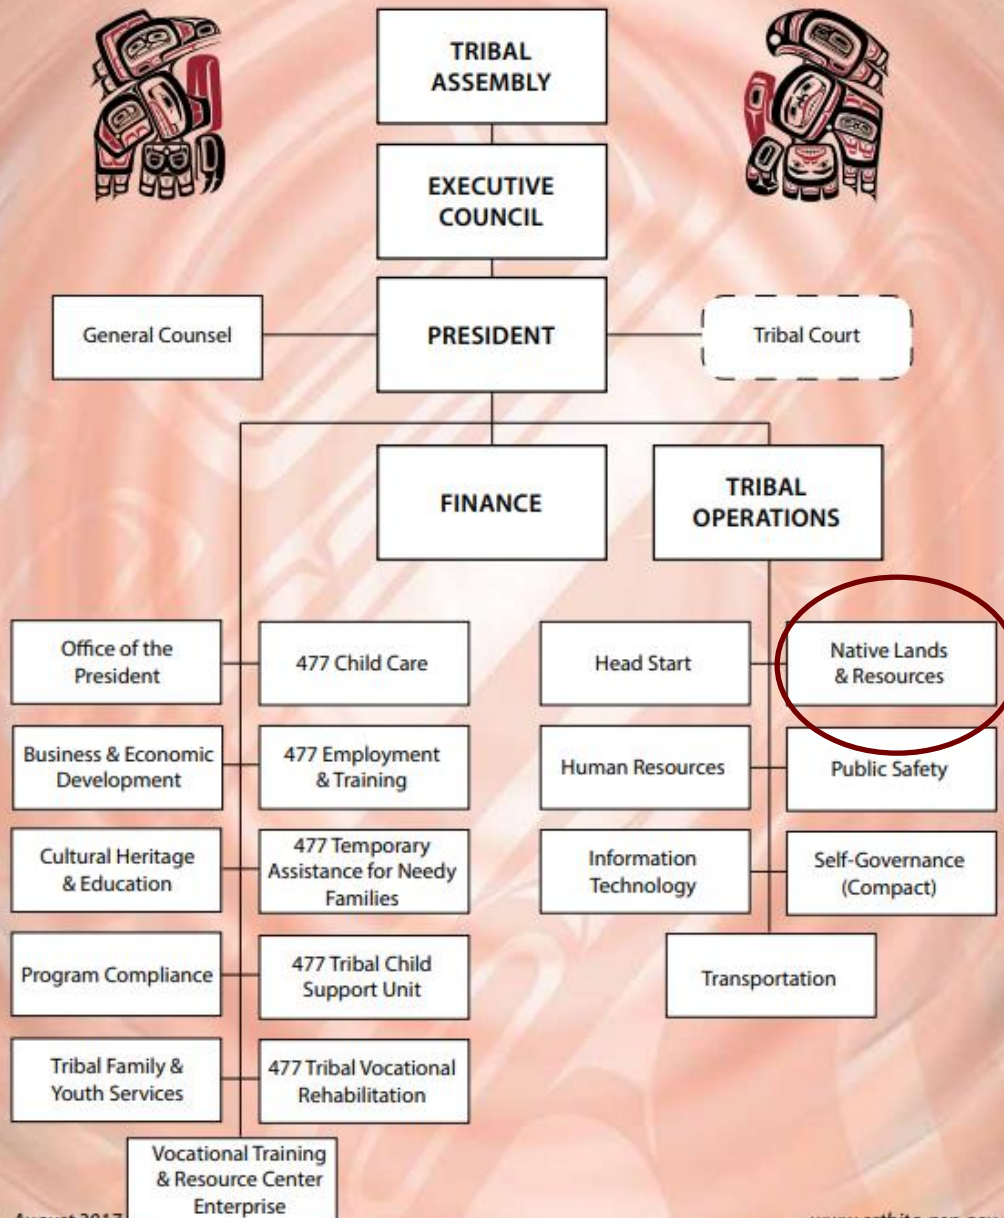 TRIBAL
ASSEMBLY
EXECUTIVE
COUNCIL
General Counsel
PRESIDENT
Tribal Court
FINANCE
TRIBAL
OPERATIONS
Office of the
President
477 Child Care
Head Start
Native Lands
& Resources
Business & Economic
Development
477 Employment
& Training
Human Resources
Public Safety
Cultural Heritage
& Education
477 Temporary
Assistance for Needy
Families
Information
Technology
Self-Governance
(Compact)
Program Compliance
477 Tribal Child
Support Unit
Transportation
Tribal Family &
Youth Services
477 Tribal Vocational
Rehabilitation
Vocational Training
& Resource Center
Enterprise
August 2017